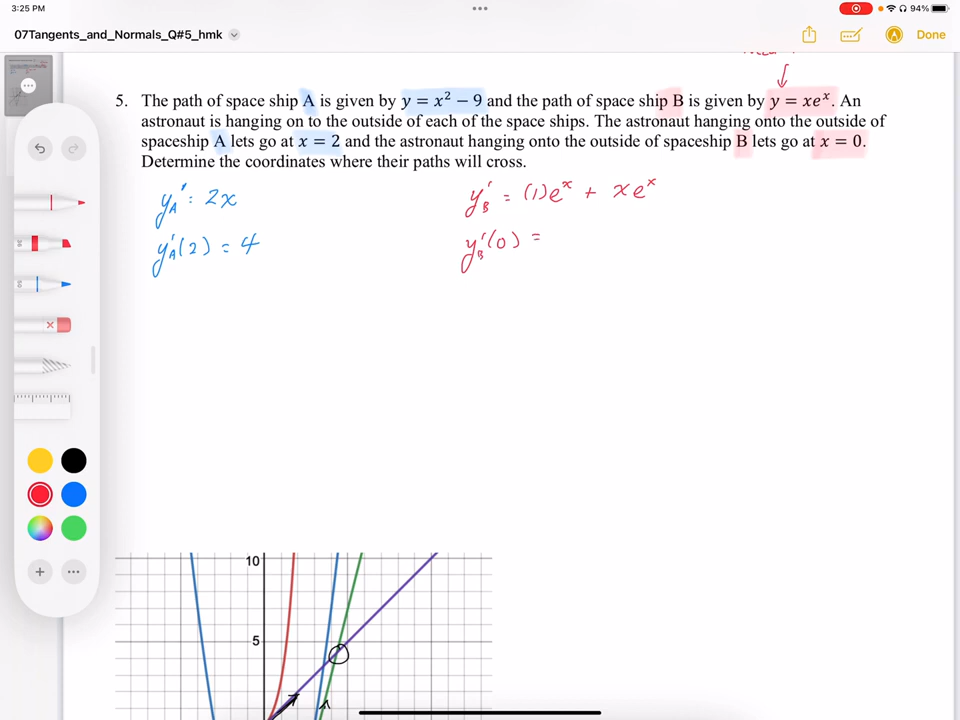 3:25 PM
94%
07Tangents_and_Normals_Q#5_hmk
Done
5. The path of space ship A is given by y = x² − 9 and the path of space ship B is given by y = xeˣ. An
astronaut is hanging on to the outside of each of the space ships. The astronaut hanging onto the outside of
spaceship A lets go at x = 2 and the astronaut hanging onto the outside of spaceship B lets go at x = 0.
Determine the coordinates where their paths will cross.
y'A = 2x
y'B = (1)eˣ + xeˣ
y'A(2) = 4
y'B(0) =
10
5